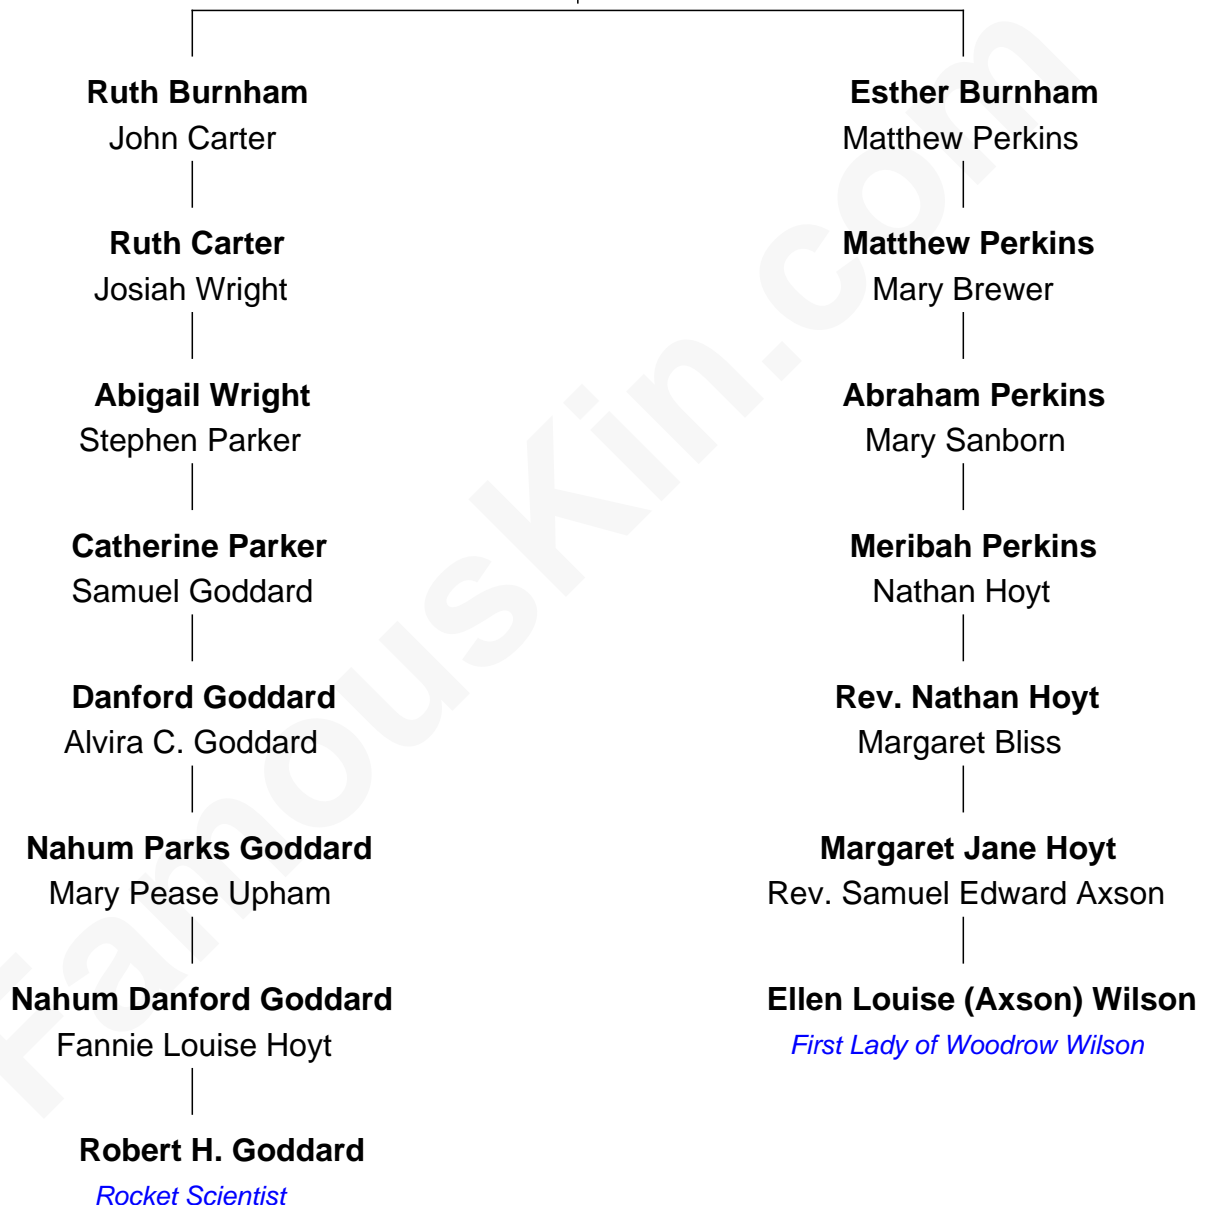 Ruth Burnham
John Carter
Ruth Carter
Josiah Wright
Abigail Wright
Stephen Parker
Catherine Parker
Samuel Goddard
Danford Goddard
Alvira C. Goddard
Nahum Parks Goddard
Mary Pease Upham
Nahum Danford Goddard
Fannie Louise Hoyt
Robert H. Goddard
Rocket Scientist
Esther Burnham
Matthew Perkins
Matthew Perkins
Mary Brewer
Abraham Perkins
Mary Sanborn
Meribah Perkins
Nathan Hoyt
Rev. Nathan Hoyt
Margaret Bliss
Margaret Jane Hoyt
Rev. Samuel Edward Axson
Ellen Louise (Axson) Wilson
First Lady of Woodrow Wilson
FamousKin.com